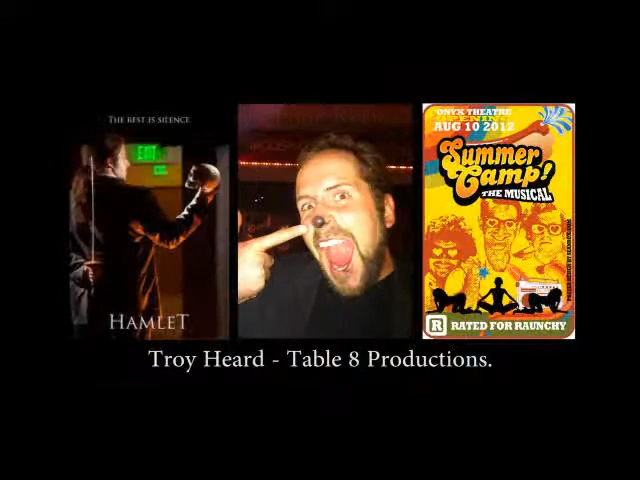 THE REST IS SILENCE
EXIT
HAMLET
ONYX THEATRE
OPENING
AUG 10 2012
Summer
Camp!
THE MUSICAL
R RATED FOR RAUNCHY
Troy Heard - Table 8 Productions.